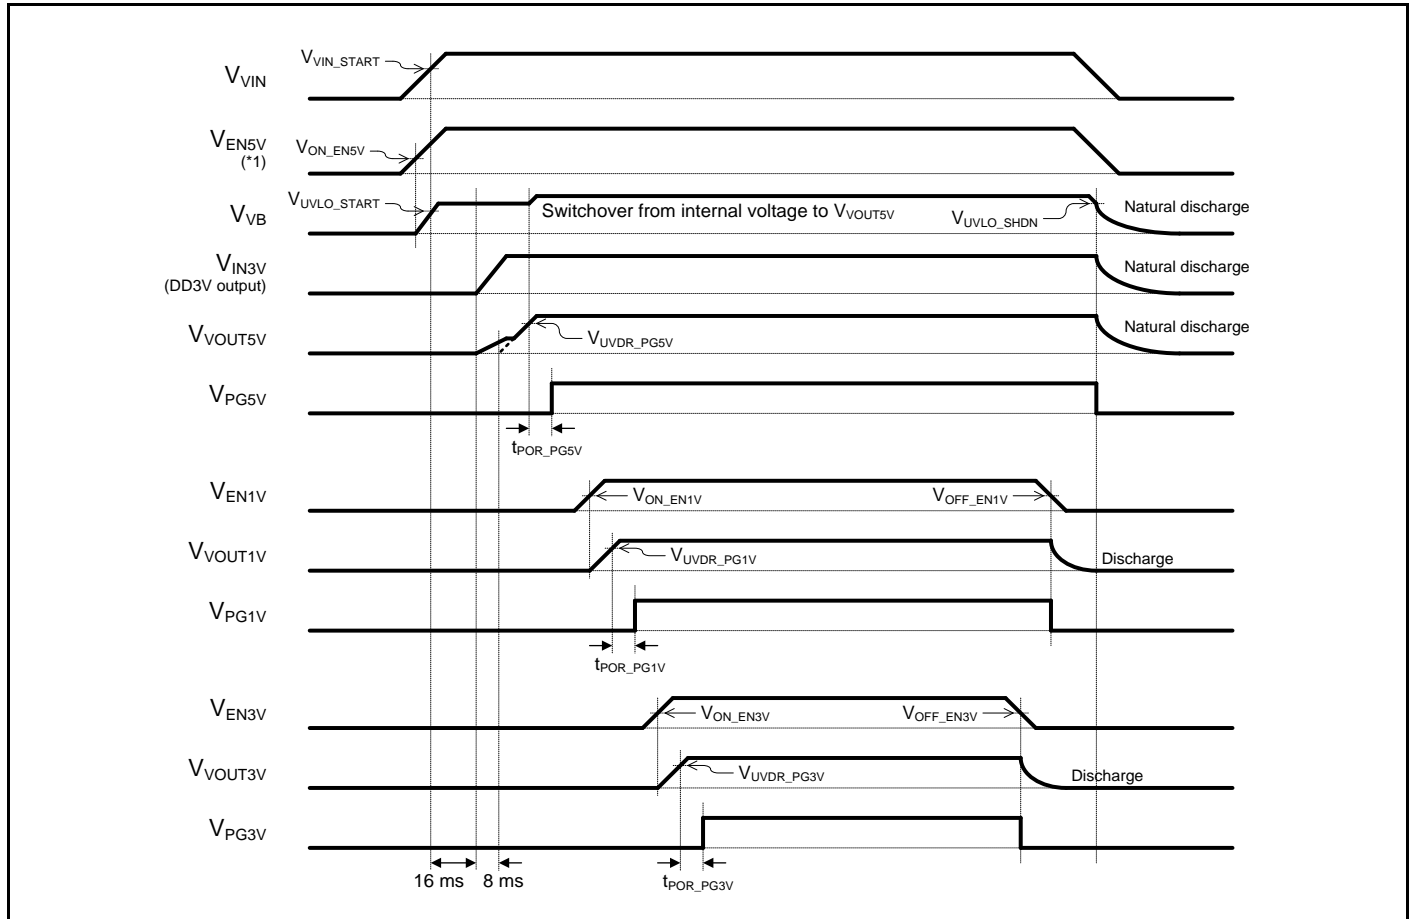 VVIN_START
VVIN
VEN5V
(*1)
VON_EN5V
VUVLO_START
VVB
Switchover from internal voltage to VVOUT5V
VUVLO_SHDN
Natural discharge
VIN3V
(DD3V output)
Natural discharge
VVOUT5V
VUVDR_PG5V
Natural discharge
VPG5V
tPOR_PG5V
VEN1V
VON_EN1V
VOFF_EN1V
VVOUT1V
VUVDR_PG1V
Discharge
VPG1V
tPOR_PG1V
VEN3V
VON_EN3V
VOFF_EN3V
VVOUT3V
VUVDR_PG3V
Discharge
VPG3V
16 ms
8 ms
tPOR_PG3V